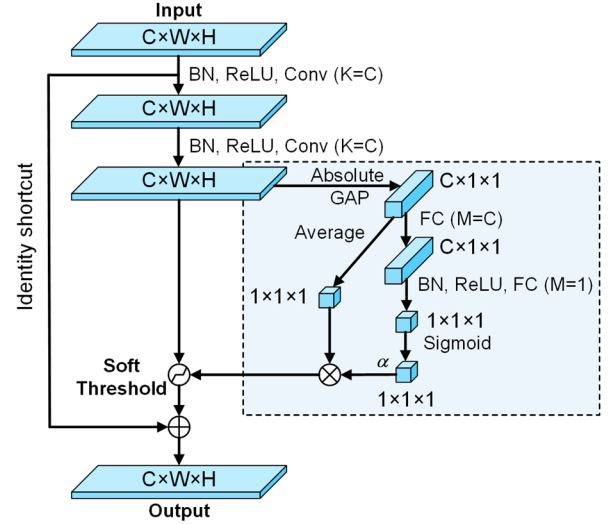 Input
C×W×H
BN, ReLU, Conv (K=C)
C×W×H
BN, ReLU, Conv (K=C)
C×W×H
Absolute
GAP
C×1×1
FC (M=C)
Average
C×1×1
BN, ReLU, FC (M=1)
1×1×1
1×1×1
Sigmoid
α
1×1×1
Identity shortcut
Soft
Threshold
C×W×H
Output